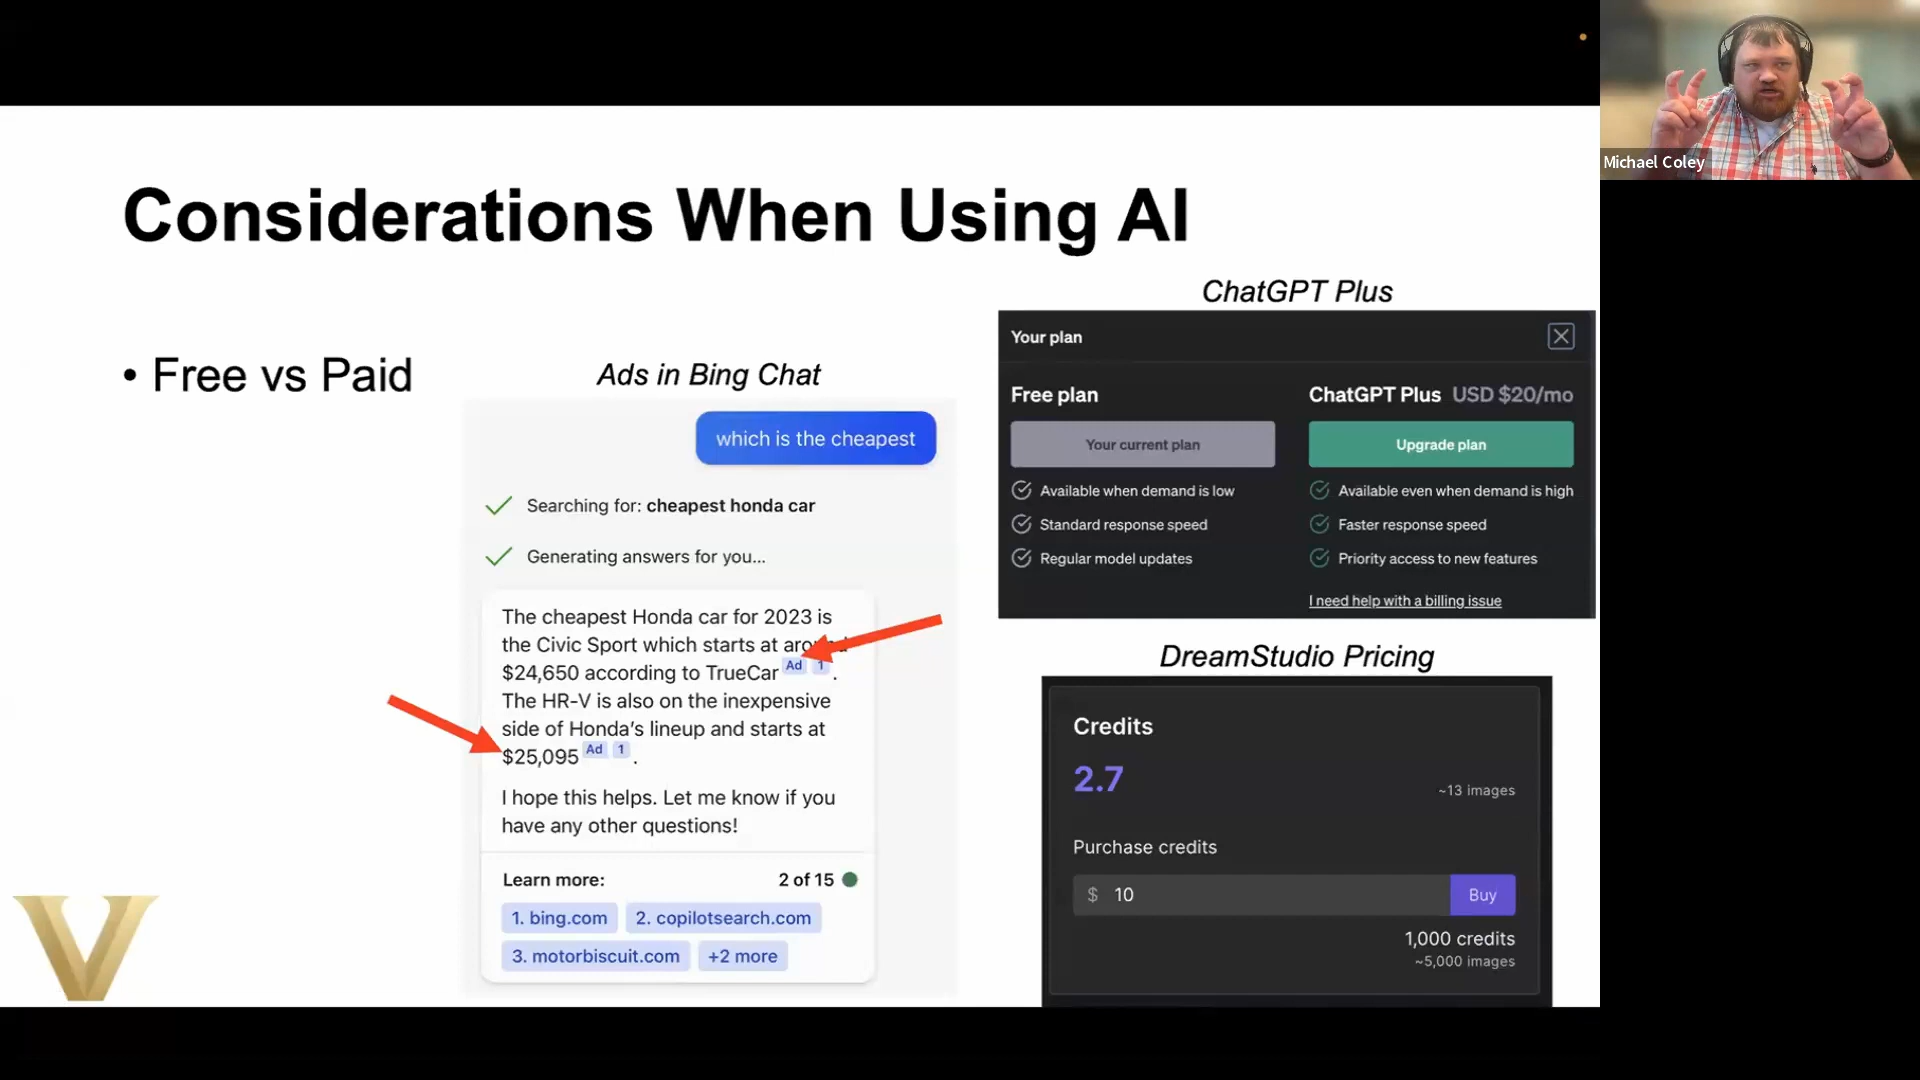 Michael Coley
Considerations When Using AI
• Free vs Paid
Ads in Bing Chat
which is the cheapest
Searching for: cheapest honda car
Generating answers for you...
The cheapest Honda car for 2023 is
the Civic Sport which starts at around
$24,650 according to TrueCar Ad 1 .
The HR-V is also on the inexpensive
side of Honda's lineup and starts at
$25,095 Ad 1 .
I hope this helps. Let me know if you
have any other questions!
Learn more:
2 of 15
1. bing.com
2. copilotsearch.com
3. motorbiscuit.com
+2 more
ChatGPT Plus
Your plan
Free plan
Your current plan
Available when demand is low
Standard response speed
Regular model updates
ChatGPT Plus USD $20/mo
Upgrade plan
Available even when demand is high
Faster response speed
Priority access to new features
I need help with a billing issue
DreamStudio Pricing
Credits
2.7
~13 images
Purchase credits
$ 10
Buy
1,000 credits
~5,000 images
V